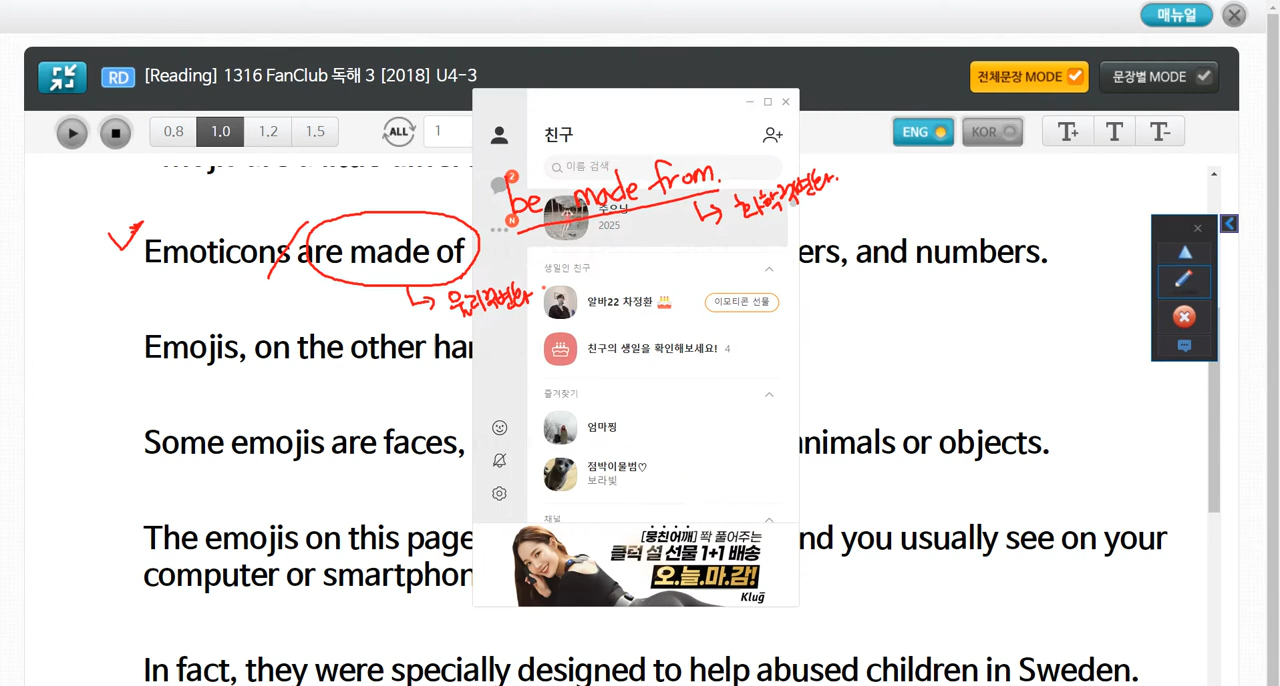 매뉴얼
RD [Reading] 1316 FanClub 독해 3 [2018] U4-3
전체문장 MODE 문장별 MODE
0.8 1.0 1.2 1.5 ALL 1 ENG KOR T+ T T-
친구
이름 검색
2
be made from.
화학적변화
N
2025
Emoticons are made of
ers, and numbers.
물리적변화
생일인 친구
알바22 차정환 이모티콘 선물
친구의 생일을 확인해보세요! 4
Emojis, on the other
즐겨찾기
엄마찡
Some emojis are faces,
animals or objects.
점박이물범♡
보라빛
채널
The emojis on this page
nd you usually see on your
computer or
[뭉친어깨] 짝 풀어주는
클럭 설 선물 1+1 배송
오.늘.마.감!
Klug
In fact, they were specially designed to help abused children in Sweden.